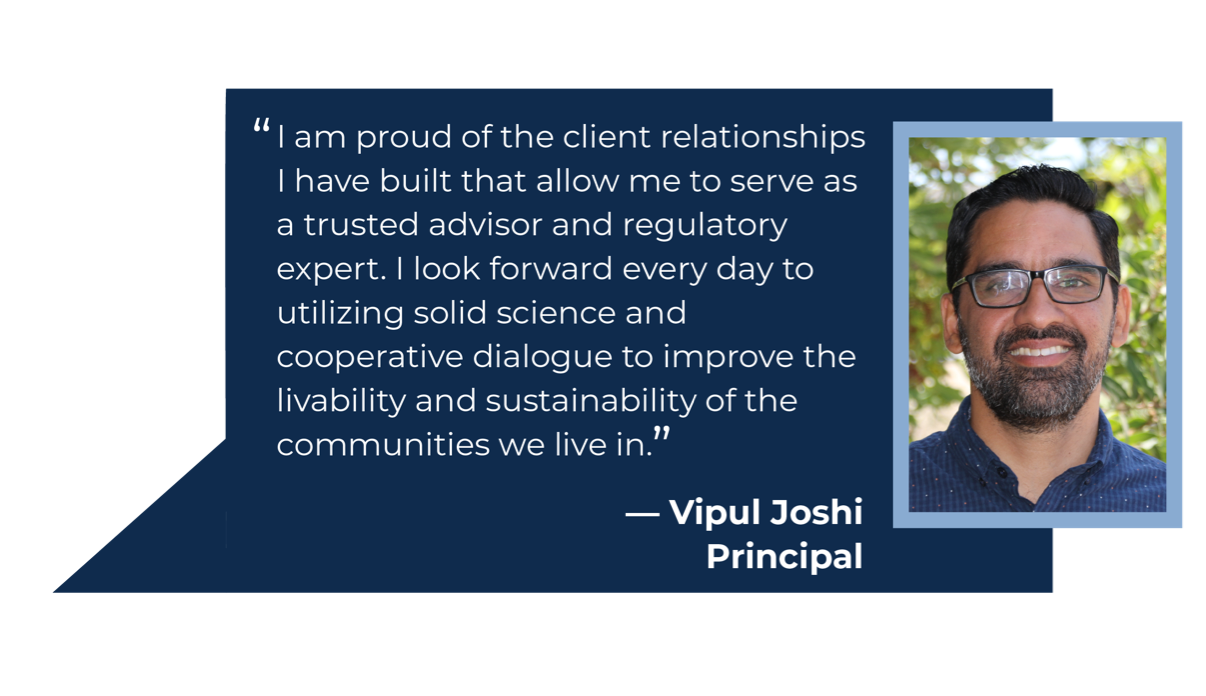 “I am proud of the client relationships
I have built that allow me to serve as
a trusted advisor and regulatory
expert. I look forward every day to
utilizing solid science and
cooperative dialogue to improve the
livability and sustainability of the
communities we live in.”
— Vipul Joshi
Principal